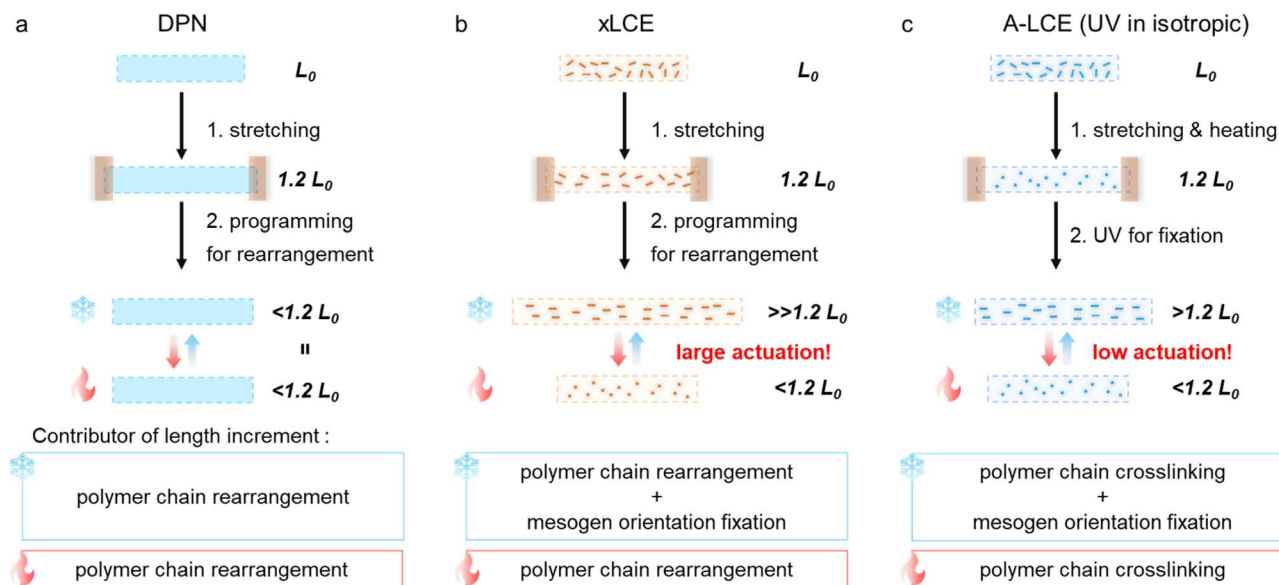 a
DPN
L0
1. stretching
1.2 L0
2. programming
for rearrangement
<1.2 L0
=
<1.2 L0
Contributor of length increment :
polymer chain rearrangement
polymer chain rearrangement
b
xLCE
L0
1. stretching
1.2 L0
2. programming
for rearrangement
>>1.2 L0
large actuation!
<1.2 L0
polymer chain rearrangement
+
mesogen orientation fixation
polymer chain rearrangement
c
A-LCE (UV in isotropic)
L0
1. stretching & heating
1.2 L0
2. UV for fixation
>1.2 L0
low actuation!
<1.2 L0
polymer chain crosslinking
+
mesogen orientation fixation
polymer chain crosslinking